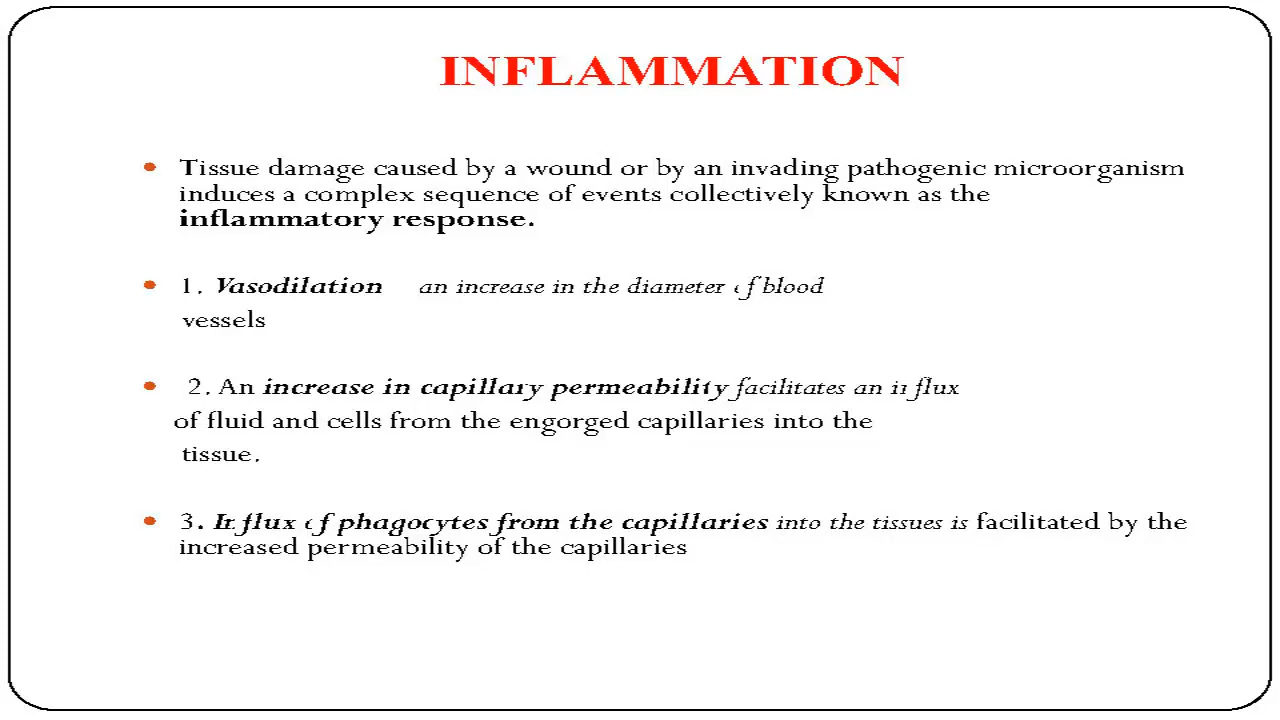 INFLAMMATION
• Tissue damage caused by a wound or by an invading pathogenic microorganism
induces a complex sequence of events collectively known as the
inflammatory response.
• 1. Vasodilation an increase in the diameter of blood
vessels
• 2. An increase in capillary permeability facilitates an influx
of fluid and cells from the engorged capillaries into the
tissue.
• 3. Influx of phagocytes from the capillaries into the tissues is facilitated by the
increased permeability of the capillaries